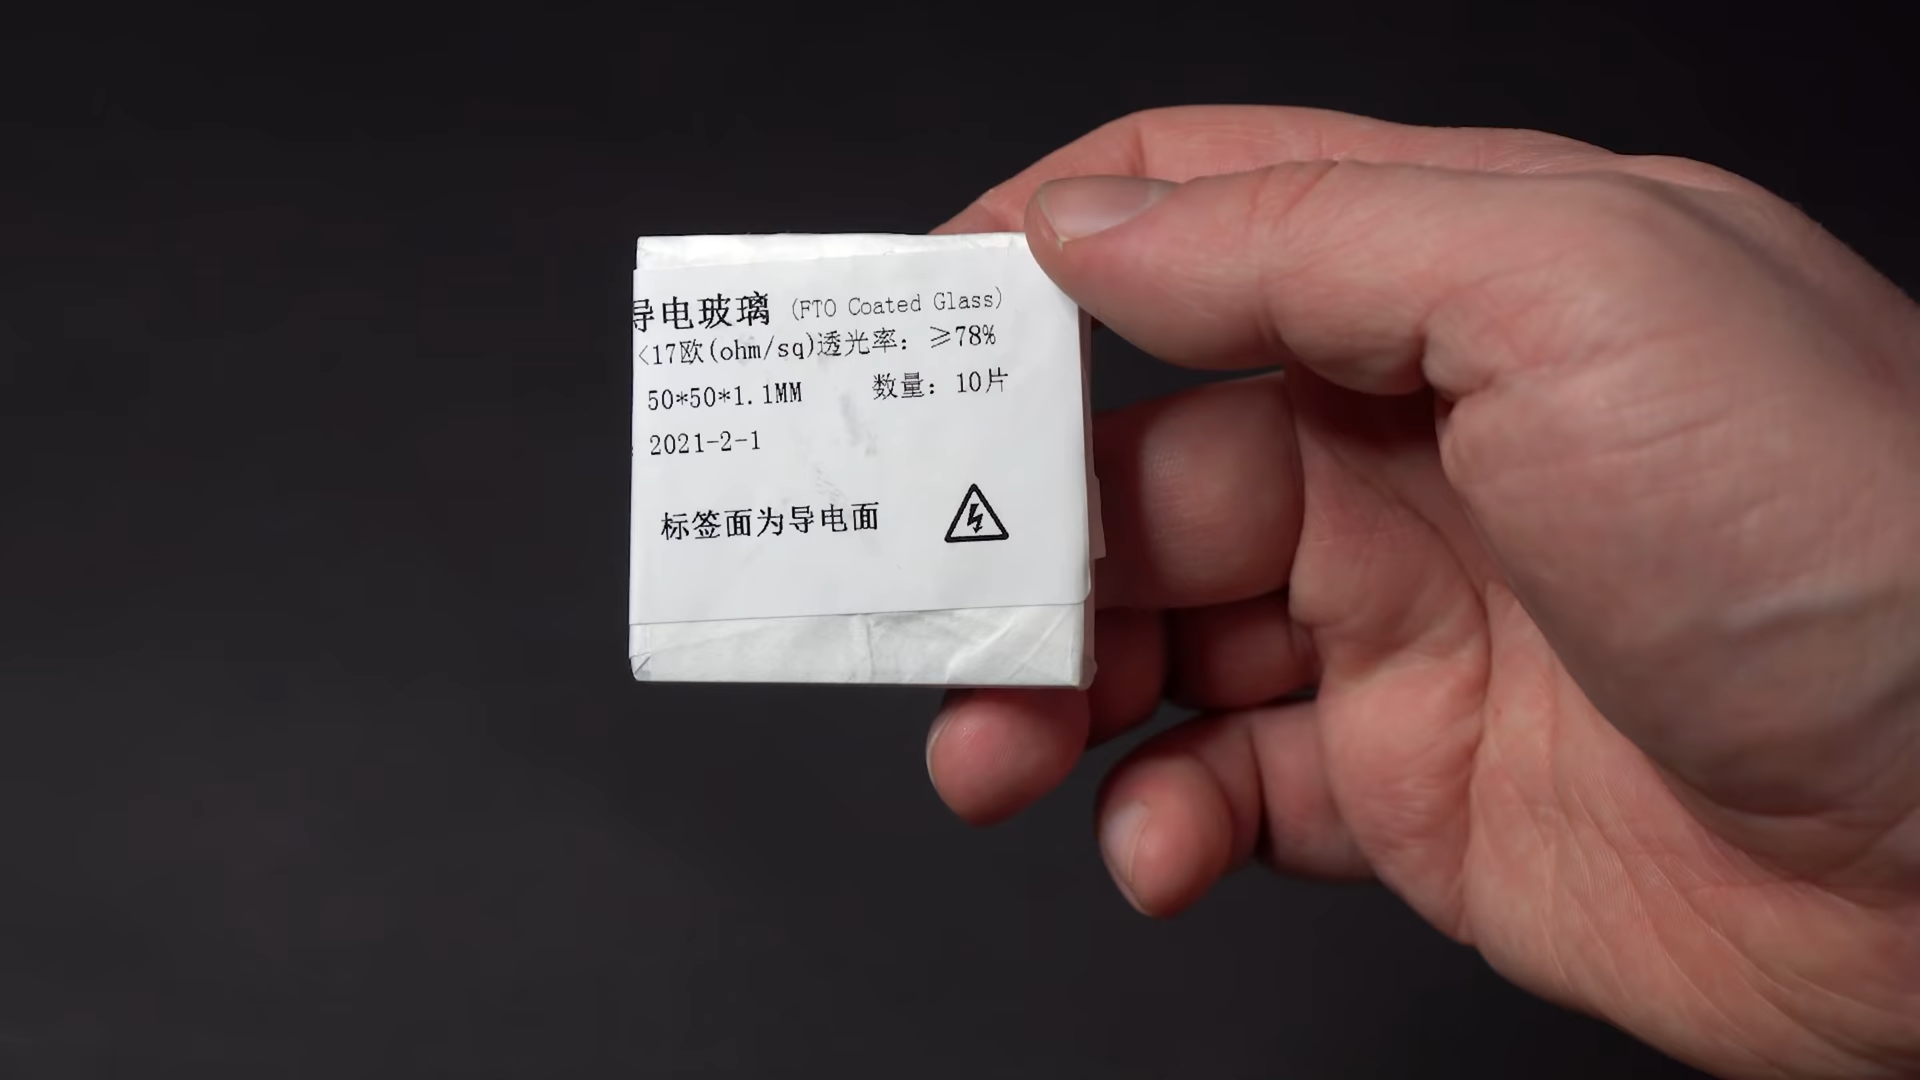 导电玻璃 (FTO Coated Glass)
<17欧(ohm/sq)透光率: ≥78%
50*50*1.1MM 数量: 10片
: 2021-2-1
标签面为导电面